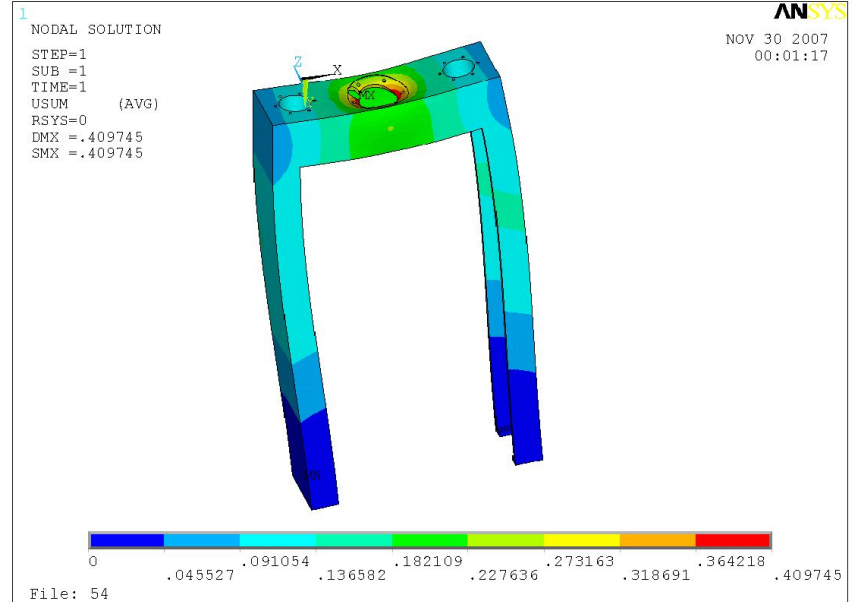 1
ANSYS
NODAL SOLUTION
NOV 30 2007
00:01:17
STEP=1
SUB =1
TIME=1
USUM (AVG)
RSYS=0
DMX =.409745
SMX =.409745
Z
X
MX
MN
0
.045527
.091054
.136582
.182109
.227636
.273163
.318691
.364218
.409745
File: 54